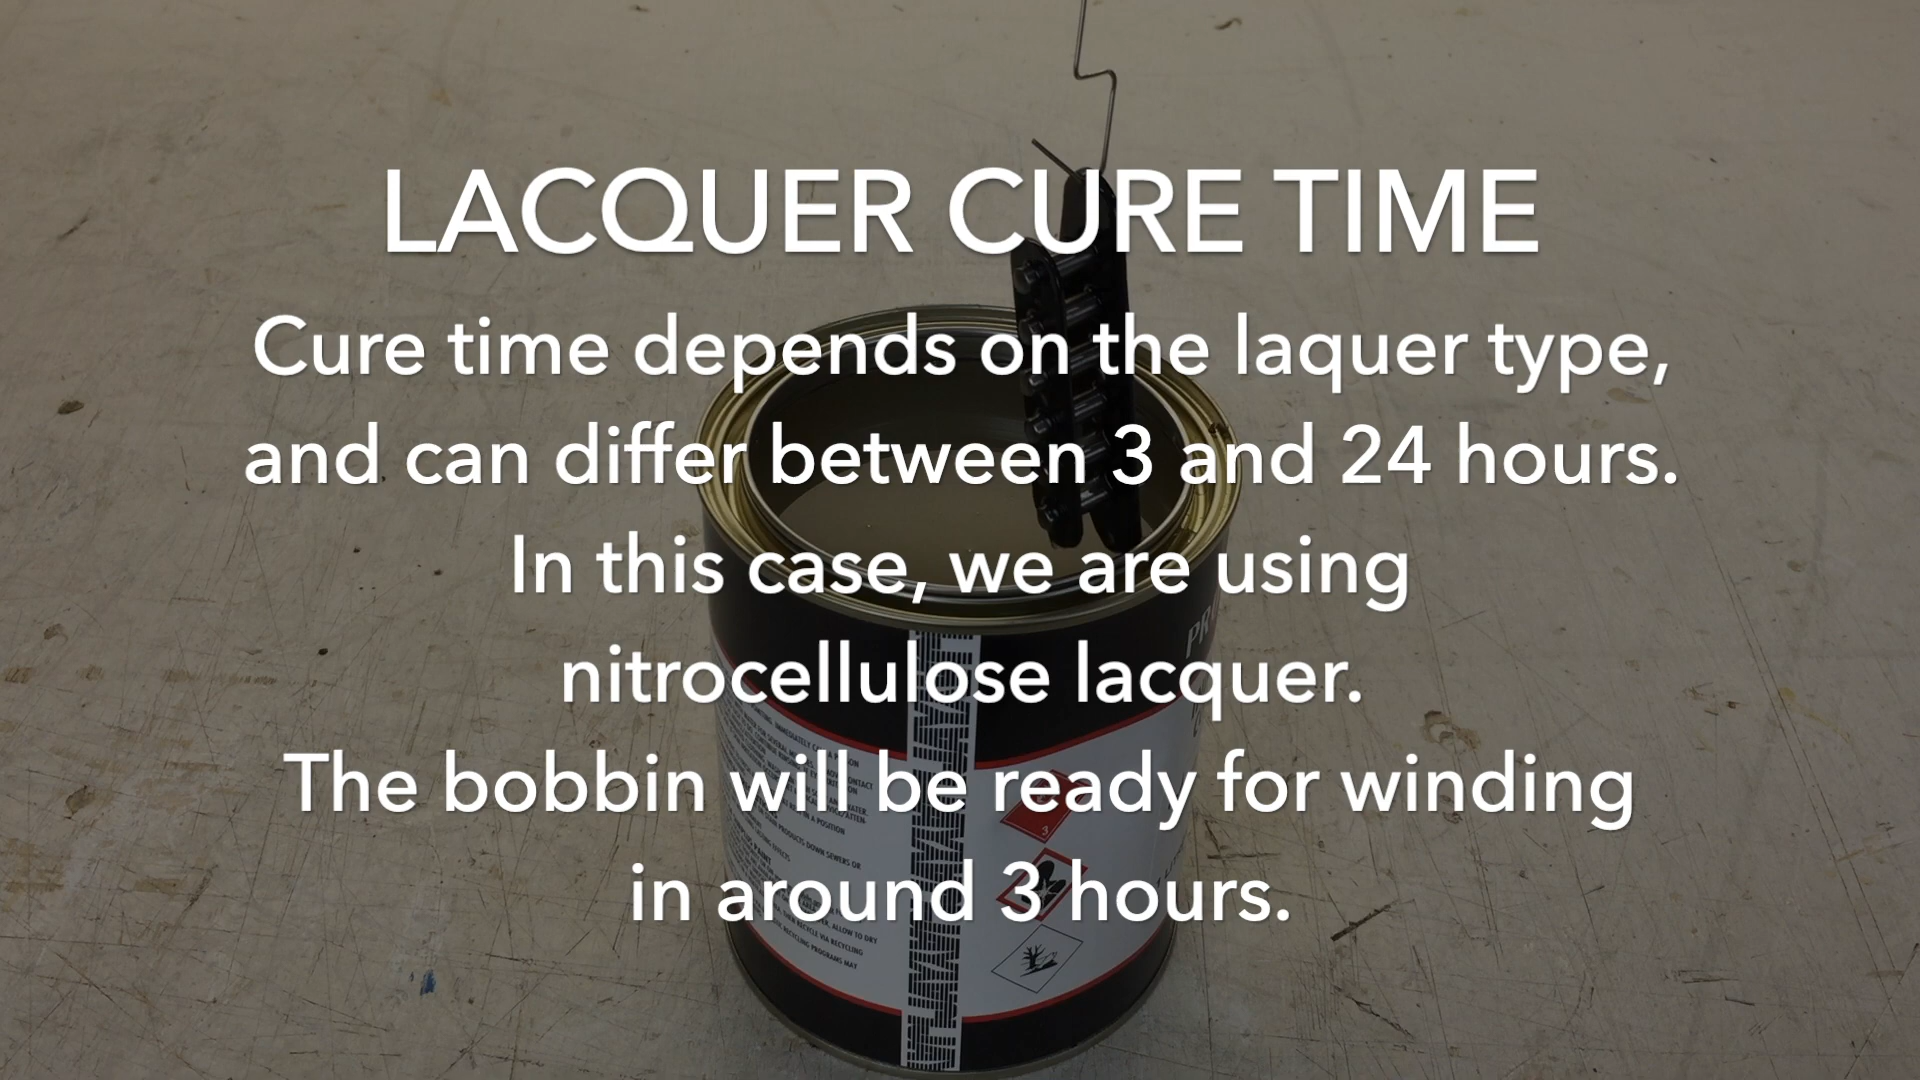 LACQUER CURE TIME
Cure time depends on the laquer type,
and can differ between 3 and 24 hours.
In this case, we are using
nitrocellulose lacquer.
The bobbin will be ready for winding
in around 3 hours.